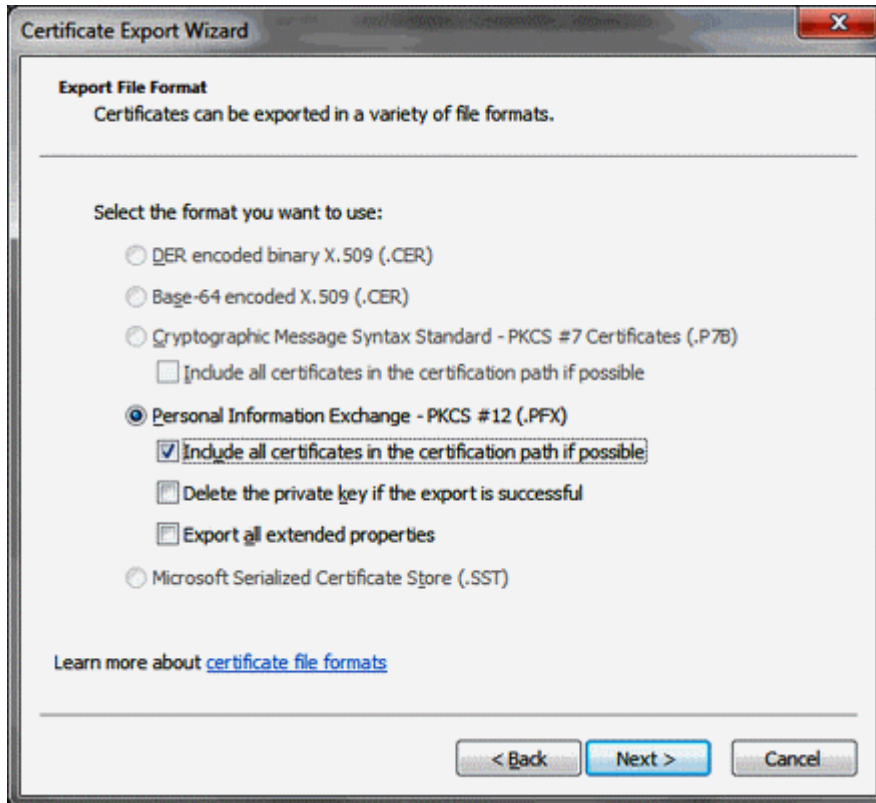 Certificate Export Wizard
Export File Format
Certificates can be exported in a variety of file formats.
Select the format you want to use:
DER encoded binary X.509 (.CER)
Base-64 encoded X.509 (.CER)
Cryptographic Message Syntax Standard - PKCS #7 Certificates (.P7B)
Include all certificates in the certification path if possible
Personal Information Exchange - PKCS #12 (.PFX)
Include all certificates in the certification path if possible
Delete the private key if the export is successful
Export all extended properties
Microsoft Serialized Certificate Store (.SST)
Learn more about certificate file formats
< Back Next > Cancel